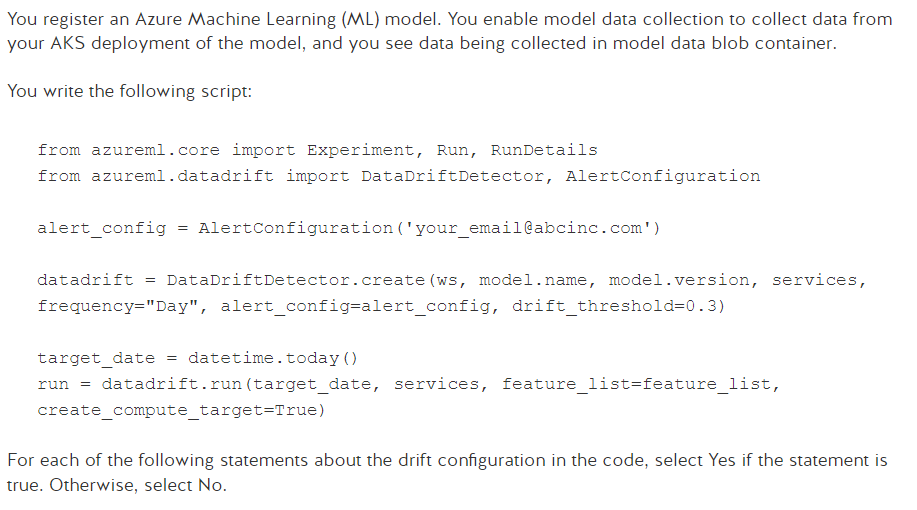 You register an Azure Machine Learning (ML) model. You enable model data collection to collect data from
your AKS deployment of the model, and you see data being collected in model data blob container.
You write the following script:
from azureml.core import Experiment, Run, RunDetails
from azureml.datadrift import DataDriftDetector, AlertConfiguration
alert_config = AlertConfiguration('your_email@abcinc.com')
datadrift = DataDriftDetector.create(ws, model.name, model.version, services,
frequency="Day", alert_config=alert_config, drift_threshold=0.3)
target_date = datetime.today()
run = datadrift.run(target_date, services, feature_list=feature_list,
create_compute_target=True)
For each of the following statements about the drift configuration in the code, select Yes if the statement is
true. Otherwise, select No.